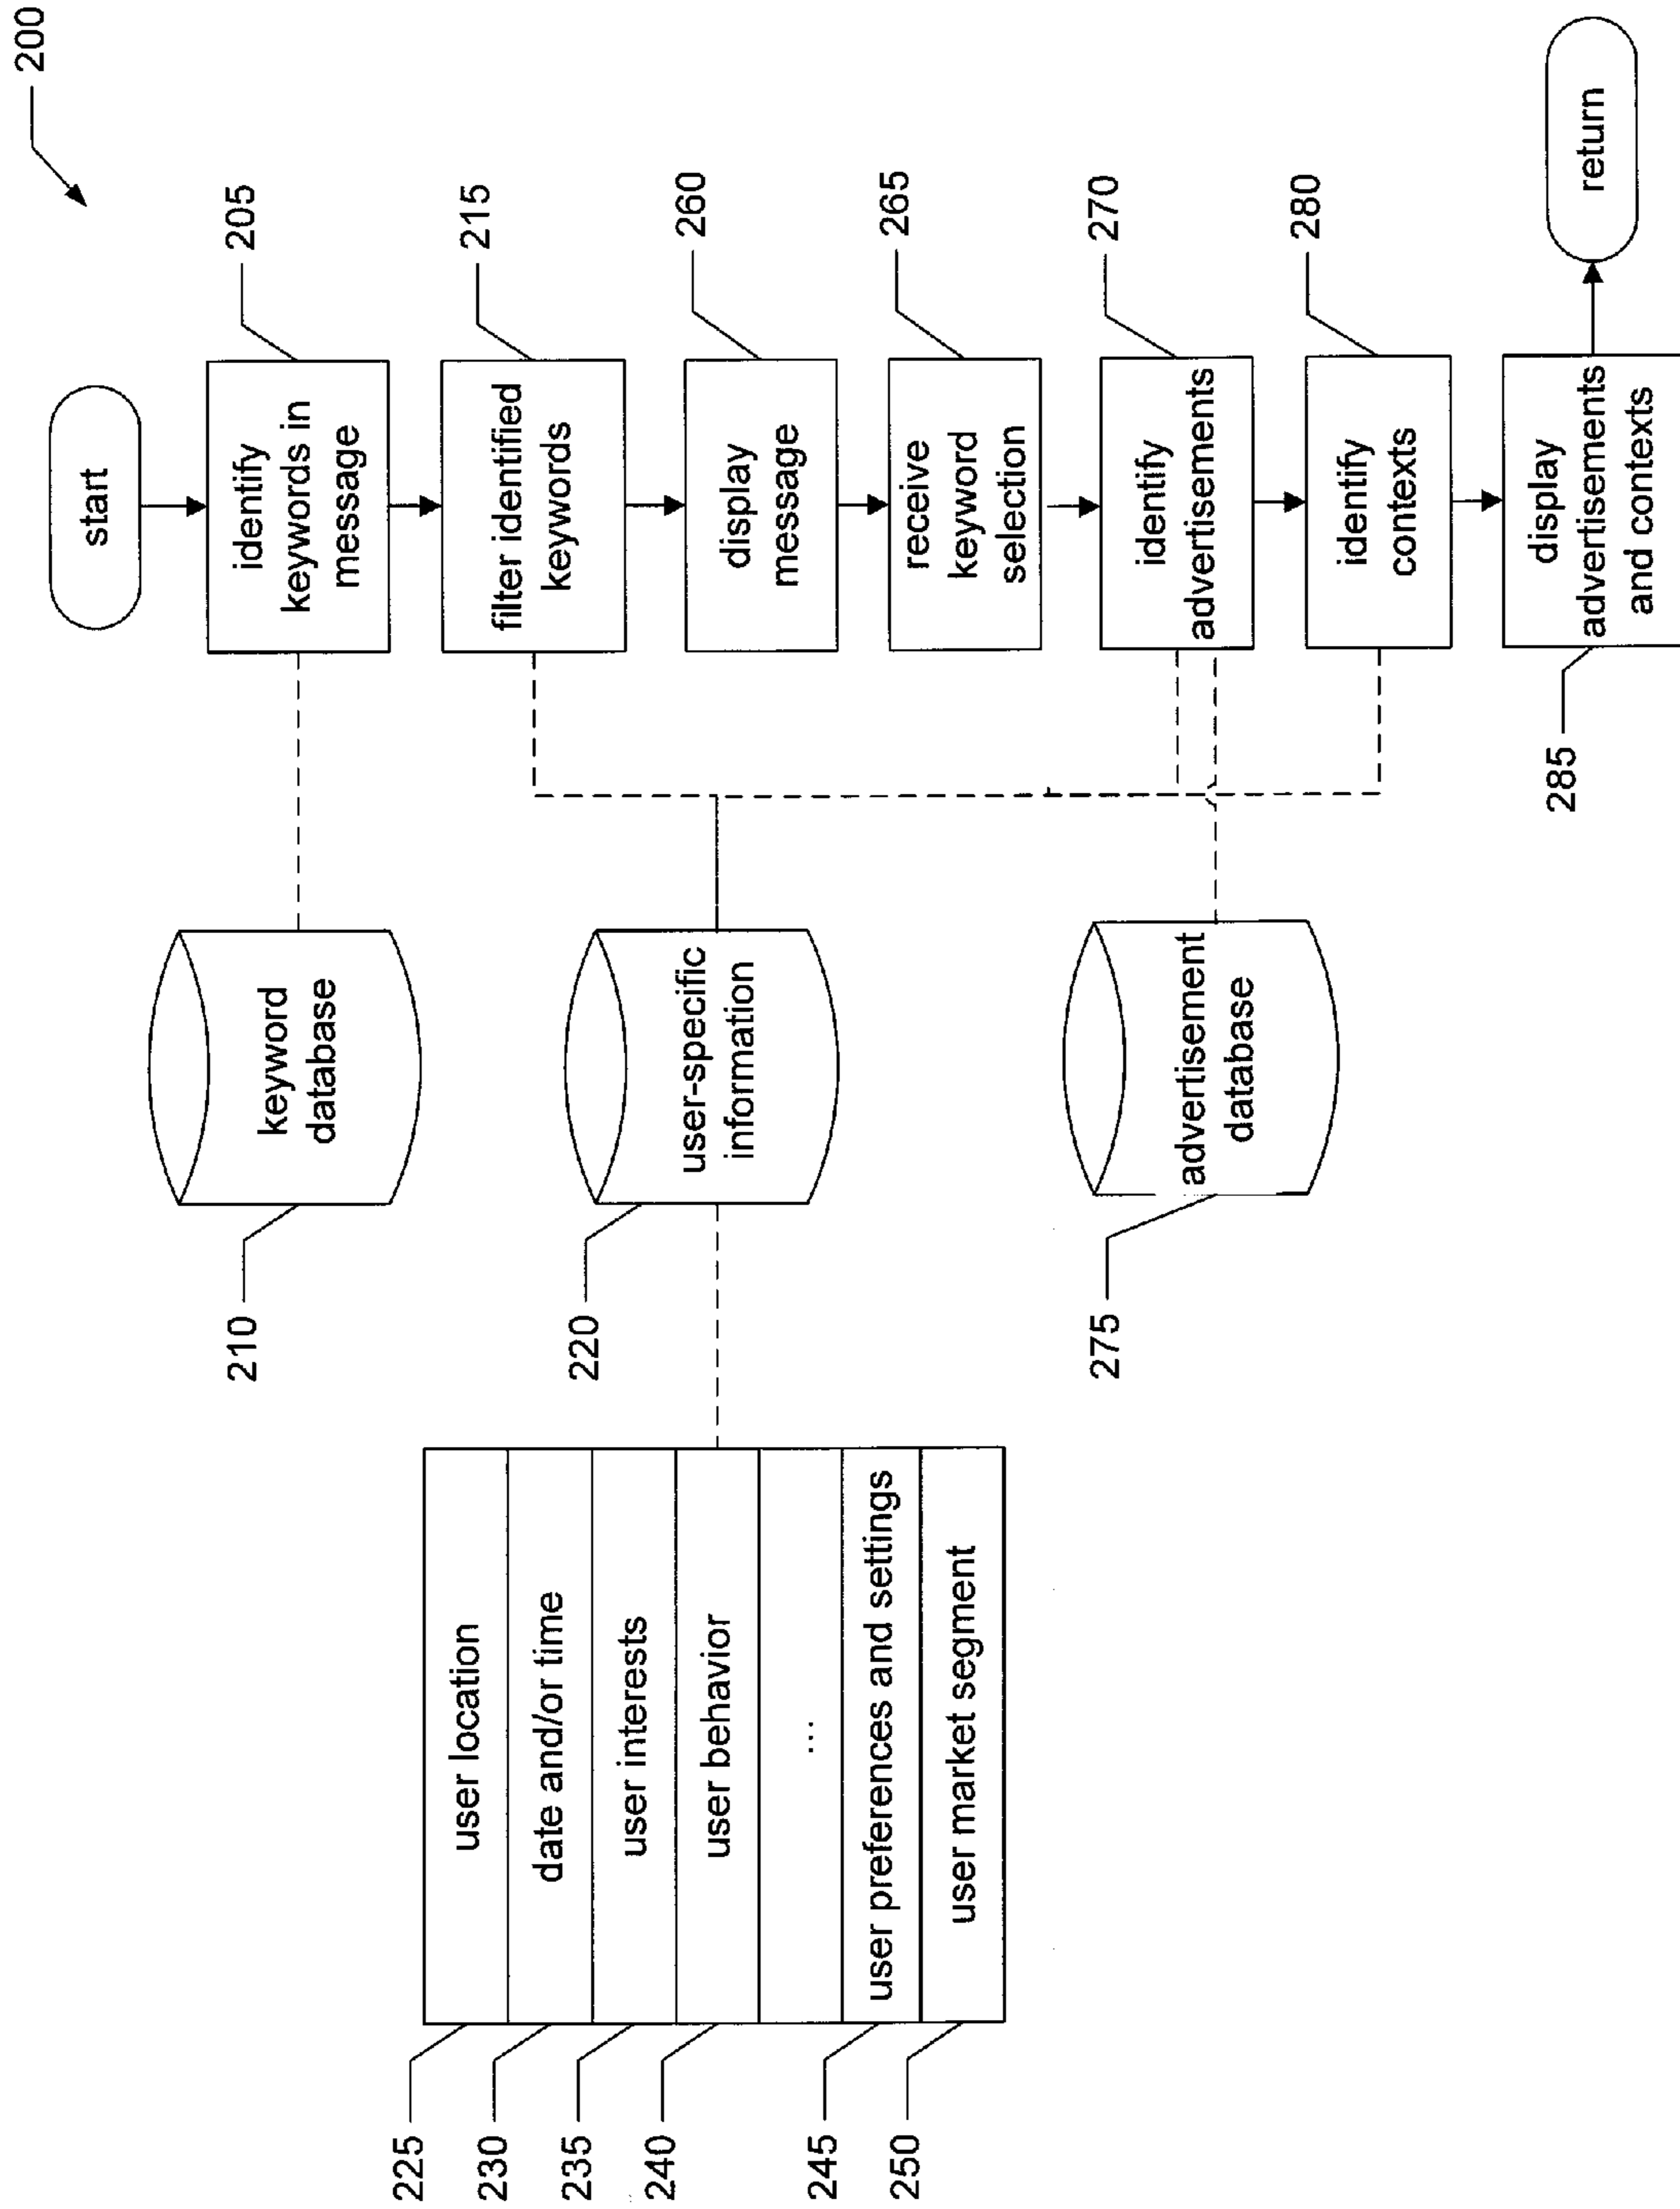 200
start
identify
keywords in
message
205
filter identified
keywords
215
display
message
260
receive
keyword
selection
265
identify
advertisements
270
identify
contexts
280
display
advertisements
and contexts
285
return
keyword
database
210
user-specific
information
220
advertisement
database
275
user location
225
date and/or time
230
user interests
235
user behavior
240
...
user preferences and settings
245
user market segment
250